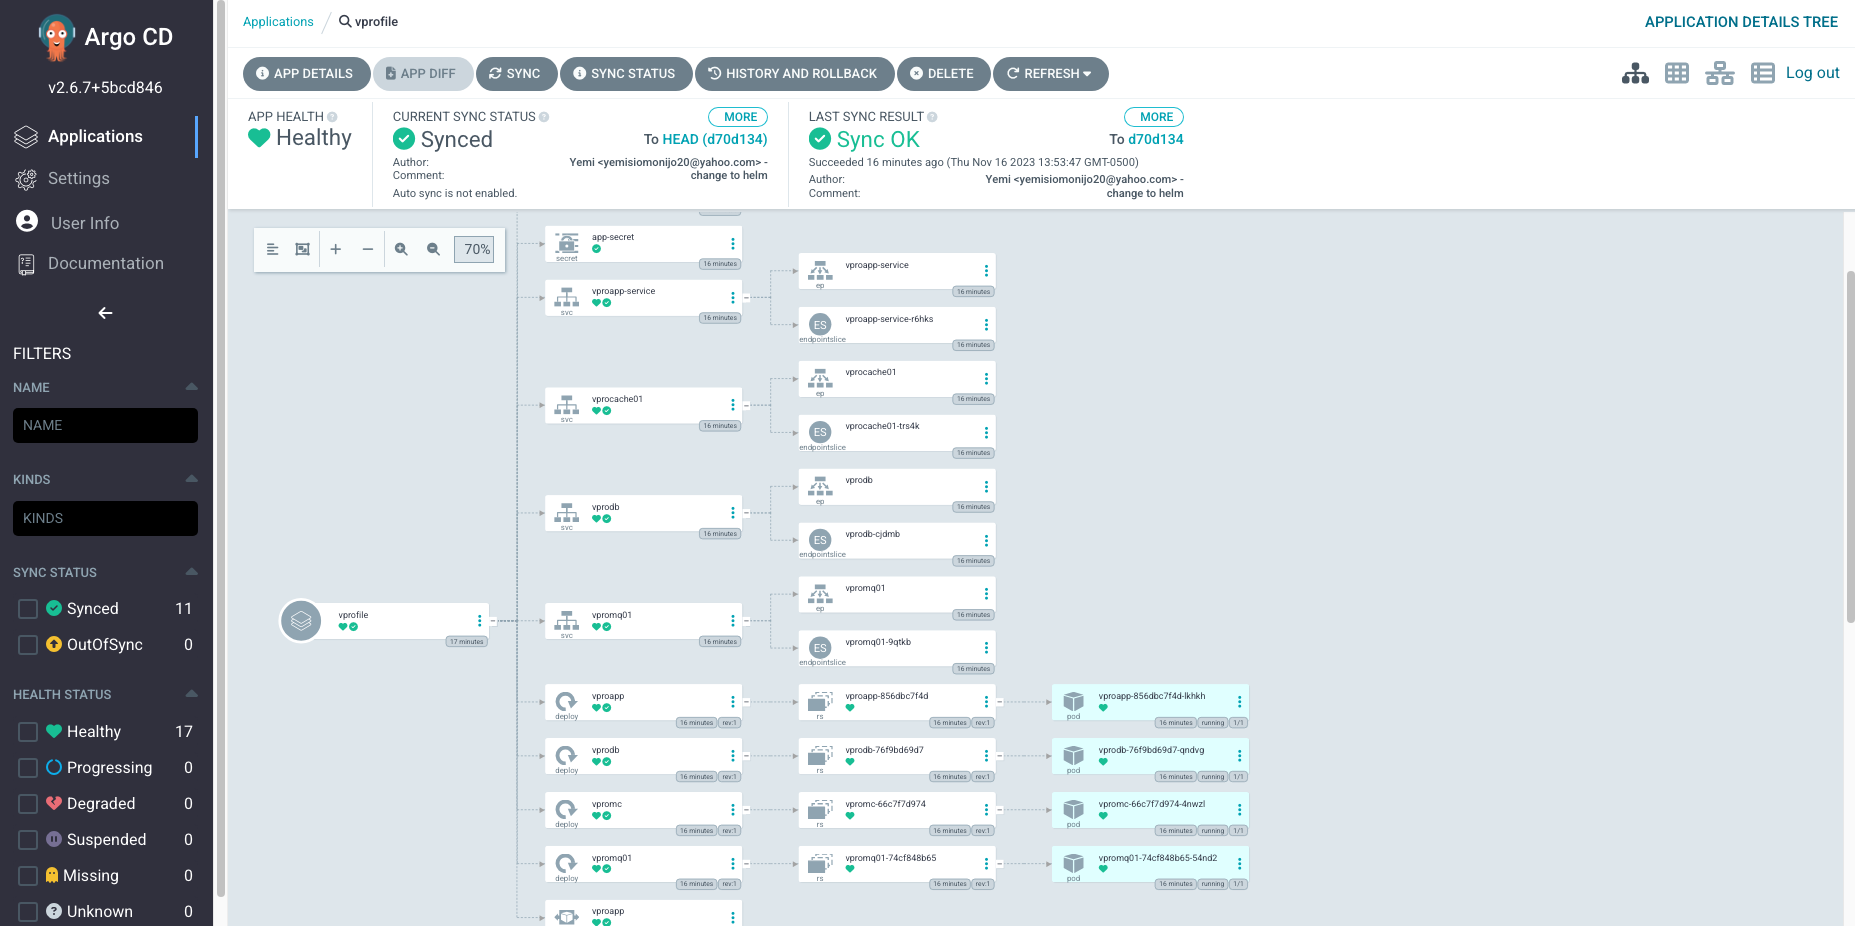 Argo CD
v2.6.7+5bcd846
Applications
Settings
User Info
Documentation
FILTERS
NAME
NAME
KINDS
KINDS
SYNC STATUS
Synced 11
OutOfSync 0
HEALTH STATUS
Healthy 17
Progressing 0
Degraded 0
Suspended 0
Missing 0
Unknown 0
Applications / vprofile
APPLICATION DETAILS TREE
APP DETAILS APP DIFF SYNC SYNC STATUS HISTORY AND ROLLBACK DELETE REFRESH
Log out
APP HEALTH
Healthy
CURRENT SYNC STATUS MORE
Synced To HEAD (d70d134)
Author: Yemi <yemisiomonijo20@yahoo.com> -
Comment: change to helm
Auto sync is not enabled.
LAST SYNC RESULT MORE
Sync OK To d70d134
Succeeded 16 minutes ago (Thu Nov 16 2023 13:53:47 GMT-0500)
Author: Yemi <yemisiomonijo20@yahoo.com> -
Comment: change to helm
70%
vprofile
17 minutes
app-secret
secret
16 minutes
vproapp-service
svc
16 minutes
vproapp-service
ep
16 minutes
ES
vproapp-service-r6hks
endpointslice
16 minutes
vprocache01
svc
16 minutes
vprocache01
ep
16 minutes
ES
vprocache01-trs4k
endpointslice
16 minutes
vprodb
svc
16 minutes
vprodb
ep
16 minutes
ES
vprodb-cjdmb
endpointslice
16 minutes
vpromq01
svc
16 minutes
vpromq01
ep
16 minutes
ES
vpromq01-9qtkb
endpointslice
16 minutes
vproapp
deploy
16 minutes rev:1
vproapp-856dbc7f4d
rs
16 minutes rev:1
vproapp-856dbc7f4d-lkhkh
pod
16 minutes running 1/1
vprodb
deploy
16 minutes rev:1
vprodb-76f9bd69d7
rs
16 minutes rev:1
vprodb-76f9bd69d7-qndvg
pod
16 minutes running 1/1
vpromc
deploy
16 minutes rev:1
vpromc-66c7f7d974
rs
16 minutes rev:1
vpromc-66c7f7d974-4nwzl
pod
16 minutes running 1/1
vpromq01
deploy
16 minutes rev:1
vpromq01-74cf848b65
rs
16 minutes rev:1
vpromq01-74cf848b65-54nd2
pod
16 minutes running 1/1
vproapp